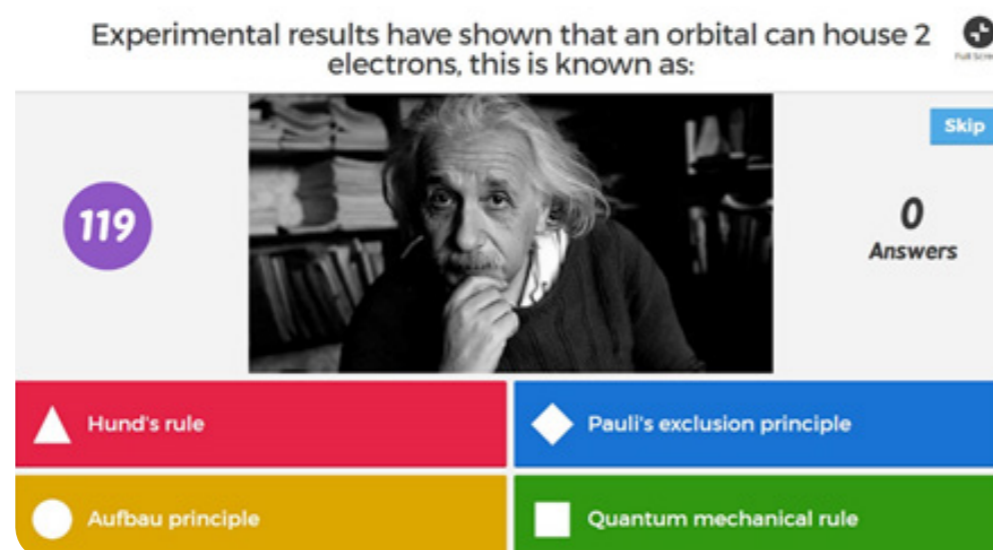 Experimental results have shown that an orbital can house 2
electrons, this is known as:
Skip
119
0
Answers
Hund's rule
Pauli's exclusion principle
Aufbau principle
Quantum mechanical rule